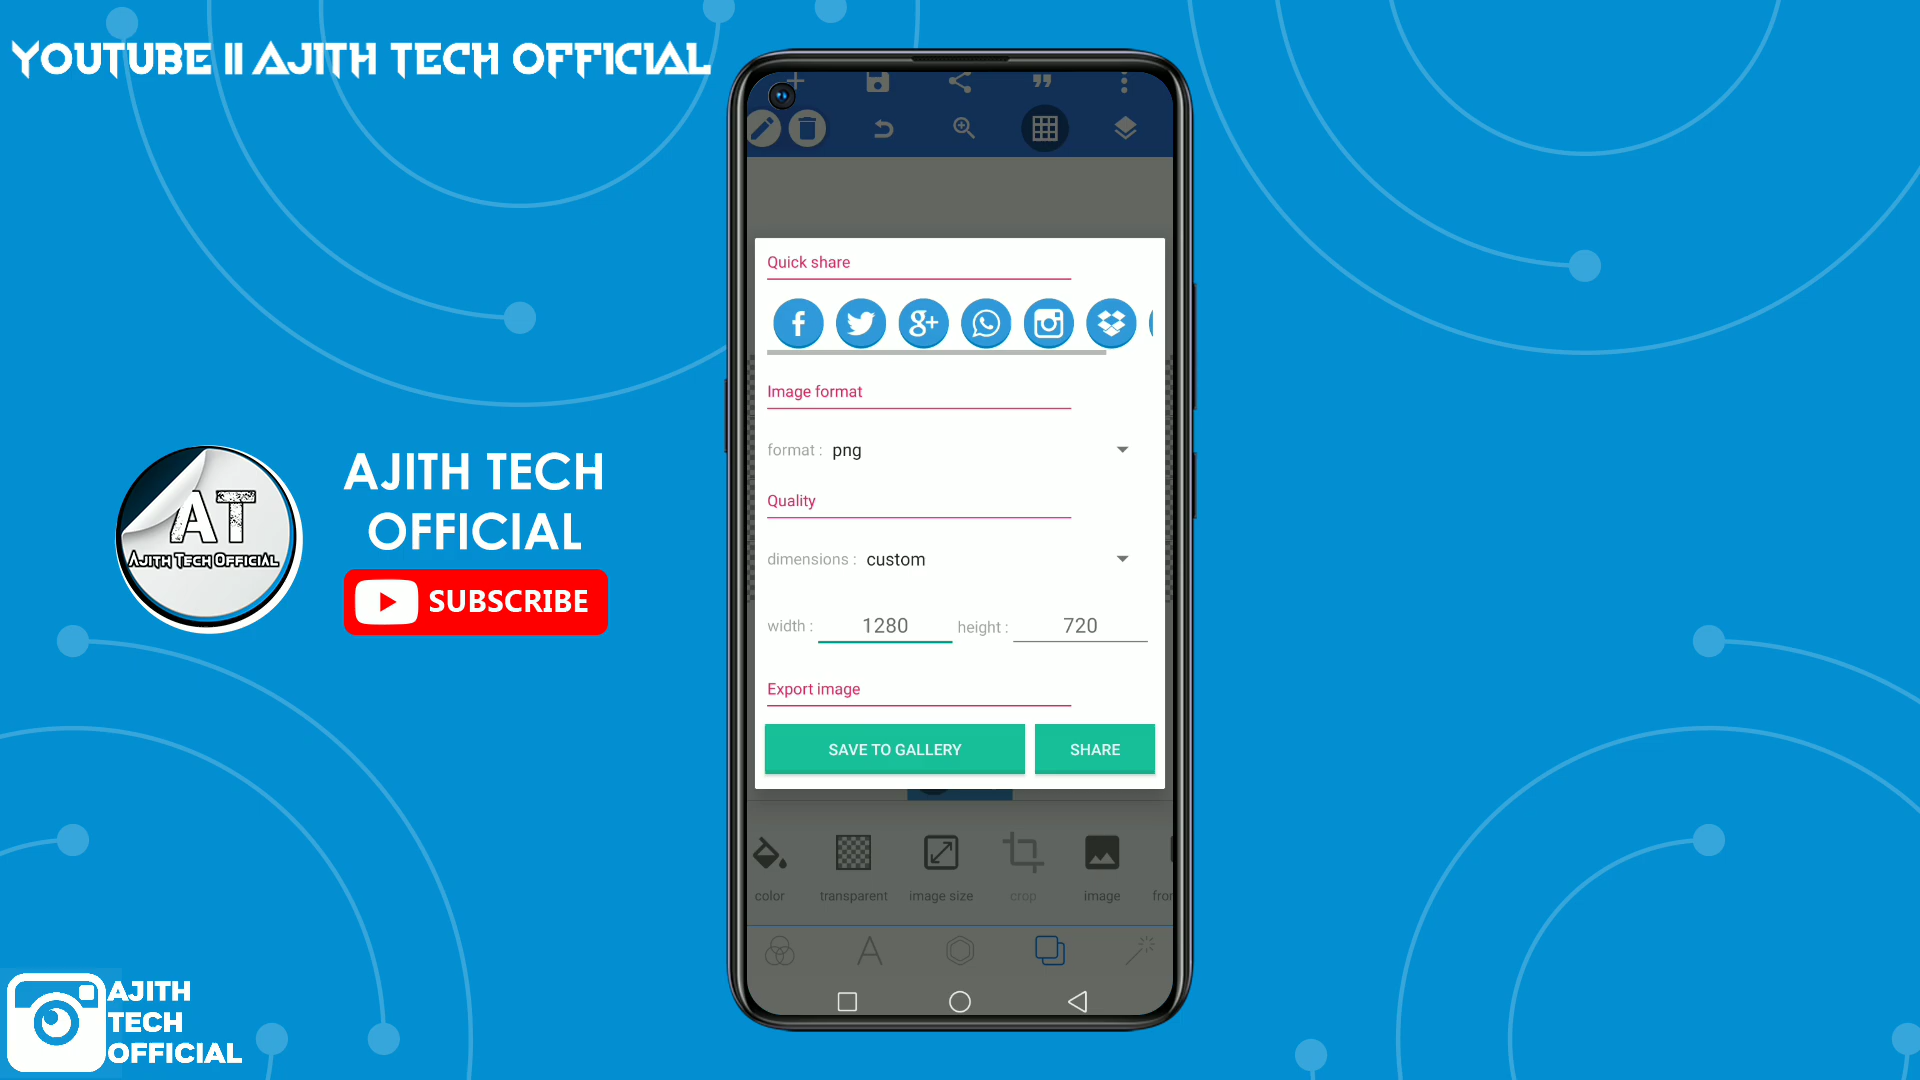 YOUTUBE II AJITH TECH OFFICIAL
Quick share
Image format
format : png
Quality
dimensions : custom
width : 1280 height : 720
Export image
SAVE TO GALLERY SHARE
color transparent image size crop image fron
AT
AJITH TECH OFFICIAL
AJITH TECH
OFFICIAL
SUBSCRIBE
AJITH
TECH
OFFICIAL